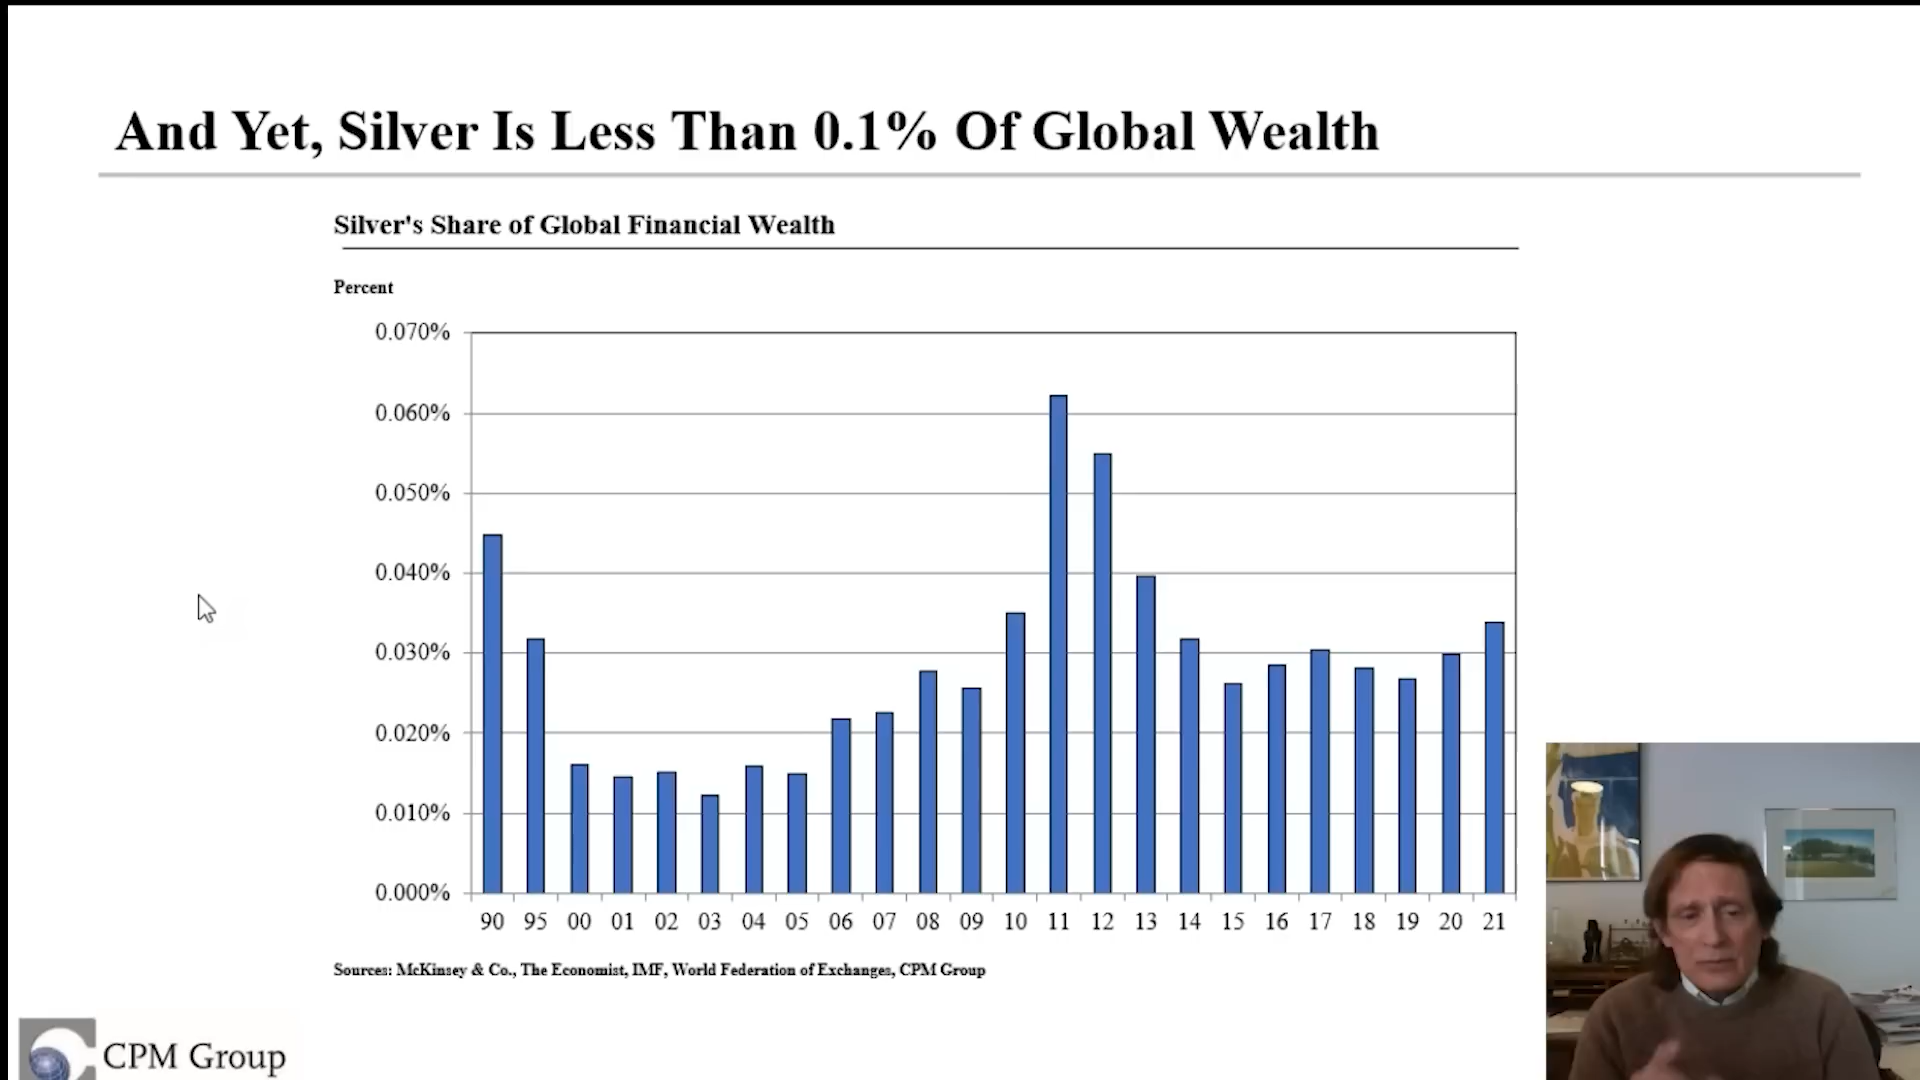 And Yet, Silver Is Less Than 0.1% Of Global Wealth
Silver's Share of Global Financial Wealth
Percent
0.070%
0.060%
0.050%
0.040%
0.030%
0.020%
0.010%
0.000%
90 95 00 01 02 03 04 05 06 07 08 09 10 11 12 13 14 15 16 17 18 19 20 21
Sources: McKinsey & Co., The Economist, IMF, World Federation of Exchanges, CPM Group
CPM Group